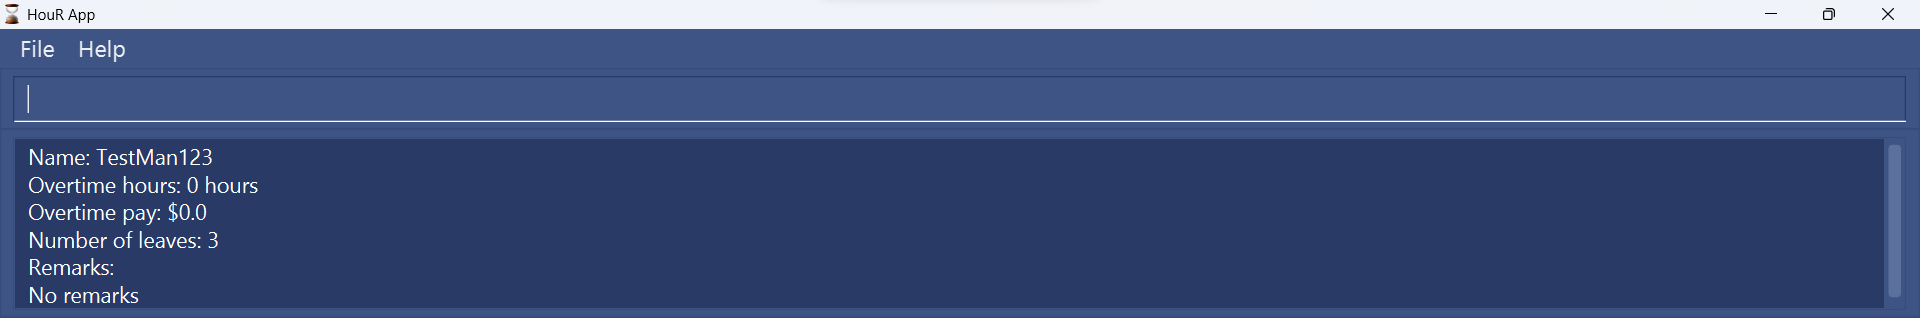 HouR App
File Help
Name: TestMan123
Overtime hours: 0 hours
Overtime pay: $0.0
Number of leaves: 3
Remarks:
No remarks